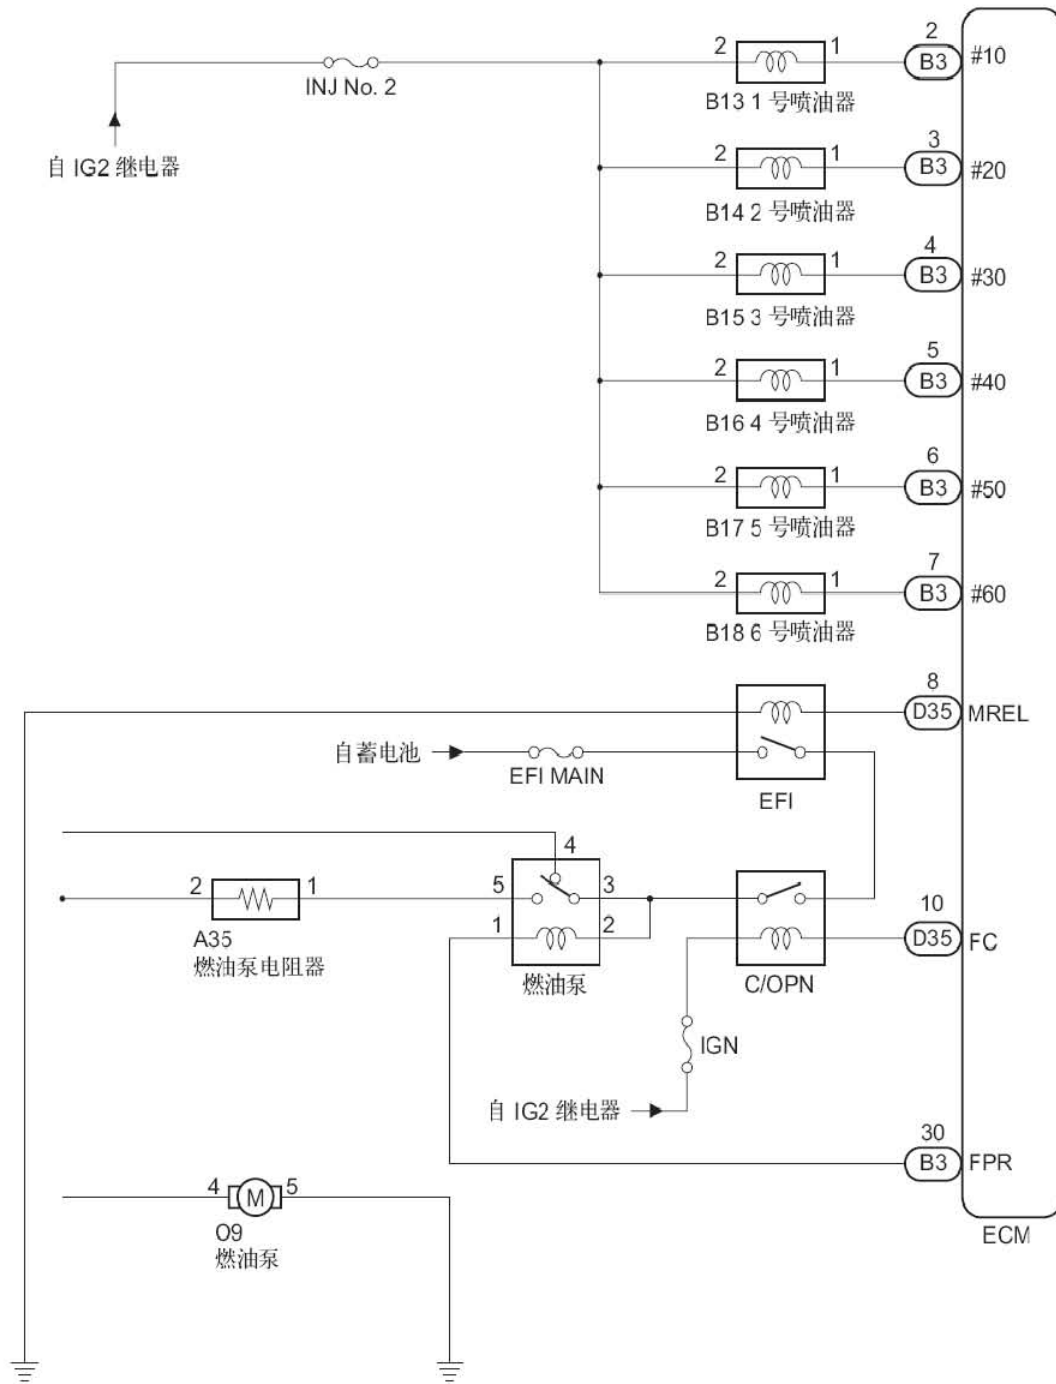 2
2 1 B3 #10
INJ No. 2
B13 1 号喷油器
自 IG2 继电器
3
2 1 B3 #20
B14 2 号喷油器
4
2 1 B3 #30
B15 3 号喷油器
5
2 1 B3 #40
B16 4 号喷油器
6
2 1 B3 #50
B17 5 号喷油器
7
2 1 B3 #60
B18 6 号喷油器
8
D35 MREL
自蓄电池
EFI MAIN
EFI
4
2 1 5 3
10
1 2 D35 FC
A35
燃油泵电阻器
燃油泵
C/OPN
IGN
自 IG2 继电器
30
B3 FPR
4 M 5
O9
燃油泵
ECM